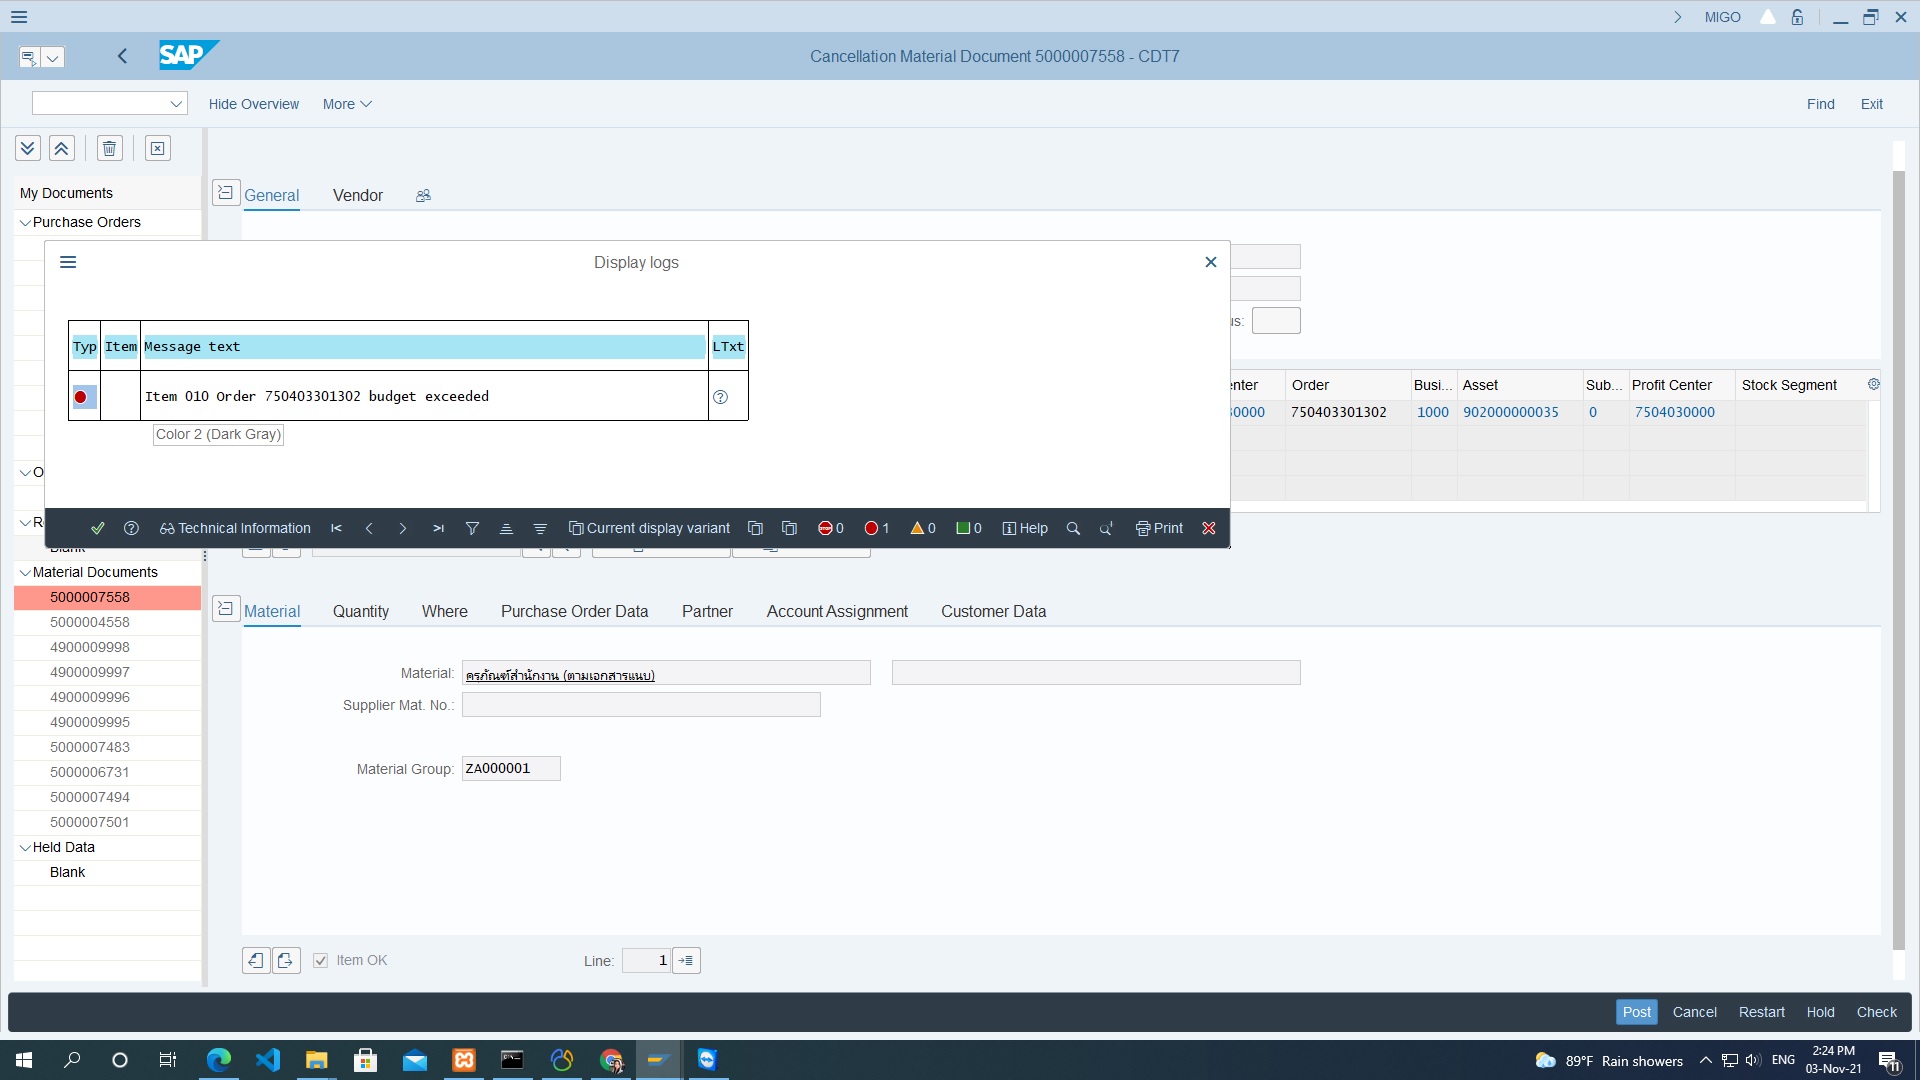 MIGO
SAP
Cancellation Material Document 5000007558 - CDT7
Hide Overview More Find Exit
My Documents
Purchase Orders
General Vendor
Display logs
Typ Item Message text LTxt
Item 010 Order 750403301302 budget exceeded
Color 2 (Dark Gray)
us:
enter Order Busi... Asset Sub... Profit Center Stock Segment
0000 750403301302 1000 902000000035 0 7504030000
O
Technical Information Current display variant 0 1 0 0 Help Print
Blank
Material Documents
5000007558
5000004558
4900009998
4900009997
4900009996
4900009995
5000007483
5000006731
5000007494
5000007501
Held Data
Blank
Material Quantity Where Purchase Order Data Partner Account Assignment Customer Data
Material: ครุภัณฑ์สำนักงาน (ตามเอกสารแนบ)
Supplier Mat. No.:
Material Group: ZA000001
Item OK Line: 1
Post Cancel Restart Hold Check
89°F Rain showers ENG 2:24 PM
03-Nov-21 11